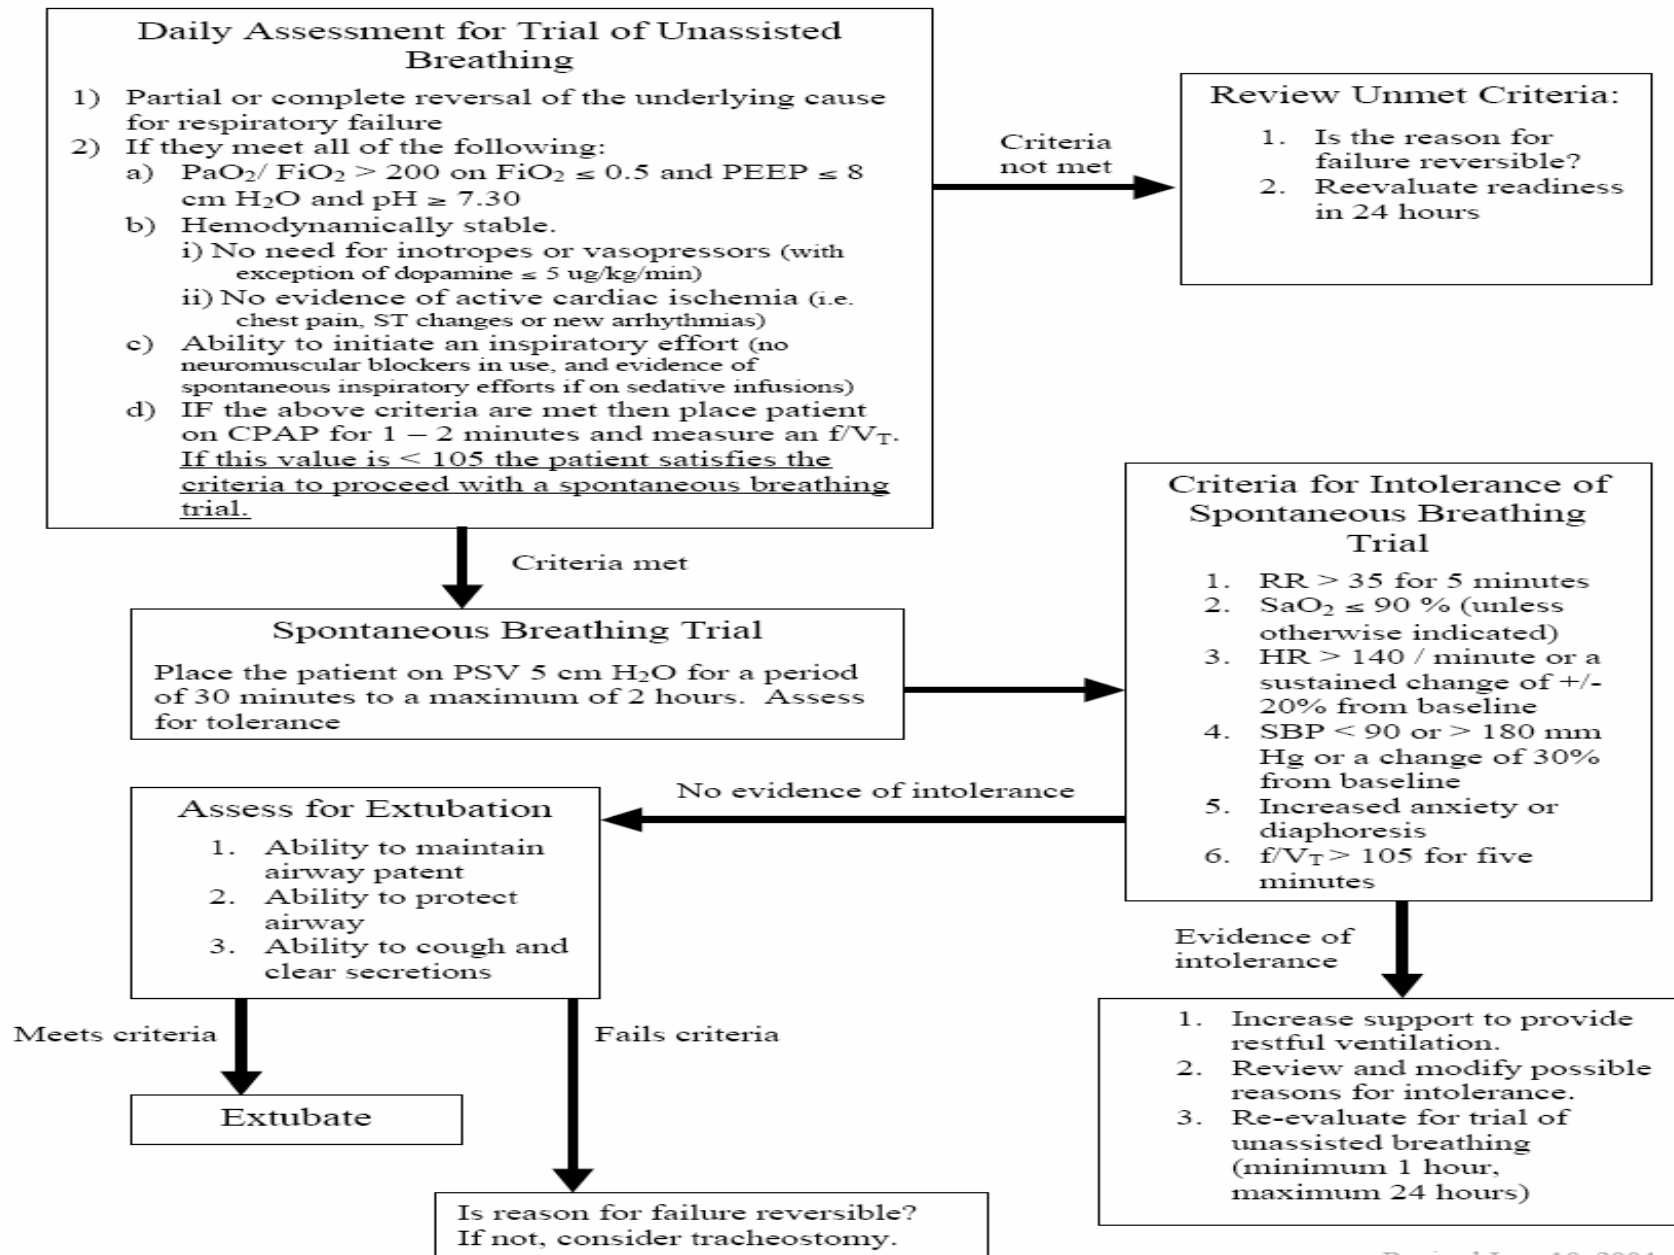 Daily Assessment for Trial of Unassisted
Breathing
1) Partial or complete reversal of the underlying cause
for respiratory failure
2) If they meet all of the following:
a) PaO₂/ FiO₂ > 200 on FiO₂ ≤ 0.5 and PEEP ≤ 8
cm H₂O and pH ≥ 7.30
b) Hemodynamically stable.
i) No need for inotropes or vasopressors (with
exception of dopamine ≤ 5 ug/kg/min)
ii) No evidence of active cardiac ischemia (i.e.
chest pain, ST changes or new arrhythmias)
c) Ability to initiate an inspiratory effort (no
neuromuscular blockers in use, and evidence of
spontaneous inspiratory efforts if on sedative infusions)
d) IF the above criteria are met then place patient
on CPAP for 1 – 2 minutes and measure an f/V_T.
If this value is < 105 the patient satisfies the
criteria to proceed with a spontaneous breathing
trial.
Criteria
not met
Review Unmet Criteria:
1. Is the reason for
failure reversible?
2. Reevaluate readiness
in 24 hours
Criteria met
Spontaneous Breathing Trial
Place the patient on PSV 5 cm H₂O for a period
of 30 minutes to a maximum of 2 hours. Assess
for tolerance
Criteria for Intolerance of
Spontaneous Breathing
Trial
1. RR > 35 for 5 minutes
2. SaO₂ ≤ 90 % (unless
otherwise indicated)
3. HR > 140 / minute or a
sustained change of +/-
20% from baseline
4. SBP < 90 or > 180 mm
Hg or a change of 30%
from baseline
5. Increased anxiety or
diaphoresis
6. f/V_T > 105 for five
minutes
No evidence of intolerance
Assess for Extubation
1. Ability to maintain
airway patent
2. Ability to protect
airway
3. Ability to cough and
clear secretions
Evidence of
intolerance
1. Increase support to provide
restful ventilation.
2. Review and modify possible
reasons for intolerance.
3. Re-evaluate for trial of
unassisted breathing
(minimum 1 hour,
maximum 24 hours)
Meets criteria
Fails criteria
Extubate
Is reason for failure reversible?
If not, consider tracheostomy.